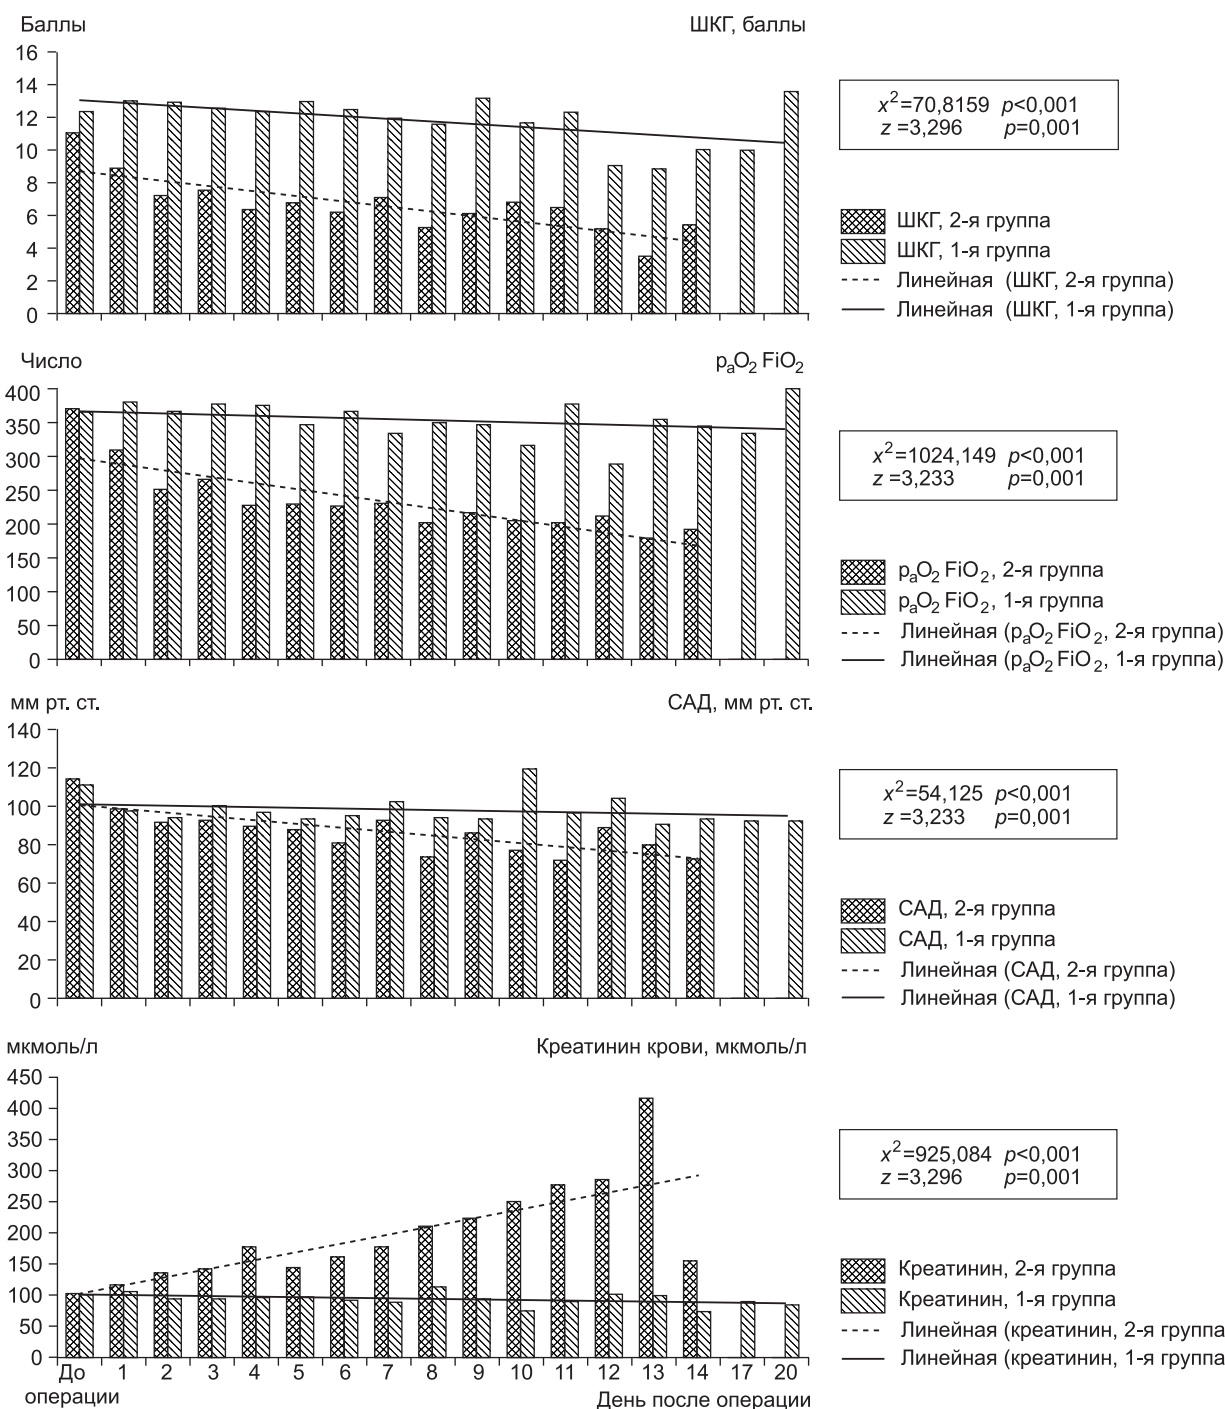 Баллы
ШКГ, баллы
16
14
12
10
8
6
4
2
0
x²=70,8159 p<0,001
z =3,296 p=0,001
ШКГ, 2-я группа
ШКГ, 1-я группа
Линейная (ШКГ, 2-я группа)
Линейная (ШКГ, 1-я группа)
Число
pₐO₂ FiO₂
400
350
300
250
200
150
100
50
0
x²=1024,149 p<0,001
z =3,233 p=0,001
pₐO₂ FiO₂, 2-я группа
pₐO₂ FiO₂, 1-я группа
Линейная (pₐO₂ FiO₂, 2-я группа)
Линейная (pₐO₂ FiO₂, 1-я группа)
мм рт. ст.
САД, мм рт. ст.
140
120
100
80
60
40
20
0
x²=54,125 p<0,001
z =3,233 p=0,001
САД, 2-я группа
САД, 1-я группа
Линейная (САД, 2-я группа)
Линейная (САД, 1-я группа)
мкмоль/л
Креатинин крови, мкмоль/л
450
400
350
300
250
200
150
100
50
0
x²=925,084 p<0,001
z =3,296 p=0,001
Креатинин, 2-я группа
Креатинин, 1-я группа
Линейная (креатинин, 2-я группа
Линейная (креатинин, 1-я группа
До 1 2 3 4 5 6 7 8 9 10 11 12 13 14 17 20
операции
День после операции